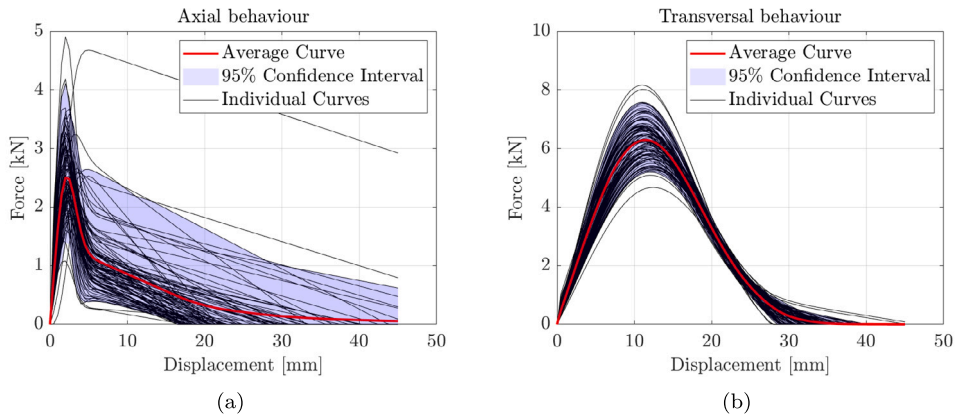 Axial behaviour
5
4
3
2
1
0
Force [kN]
Average Curve
95% Confidence Interval
Individual Curves
0 10 20 30 40 50
Displacement [mm]
(a)
Transversal behaviour
10
8
6
4
2
0
Force [kN]
Average Curve
95% Confidence Interval
Individual Curves
0 10 20 30 40 50
Displacement [mm]
(b)